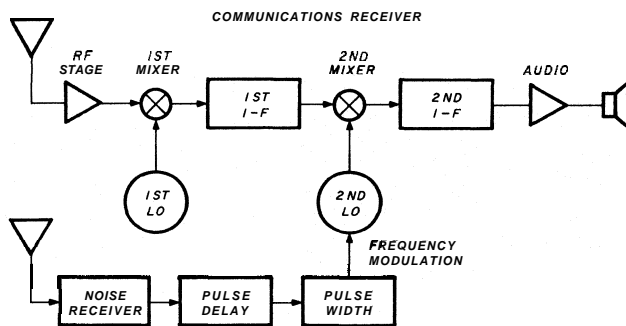 COMMUNICATIONS RECEIVER
RF
STAGE
1ST
MIXER
1ST
I-F
2ND
MIXER
2ND
I-F
AUDIO
1ST
LO
2ND
LO
FREQUENCY
MODULATION
NOISE
RECEIVER
PULSE
DELAY
PULSE
WIDTH